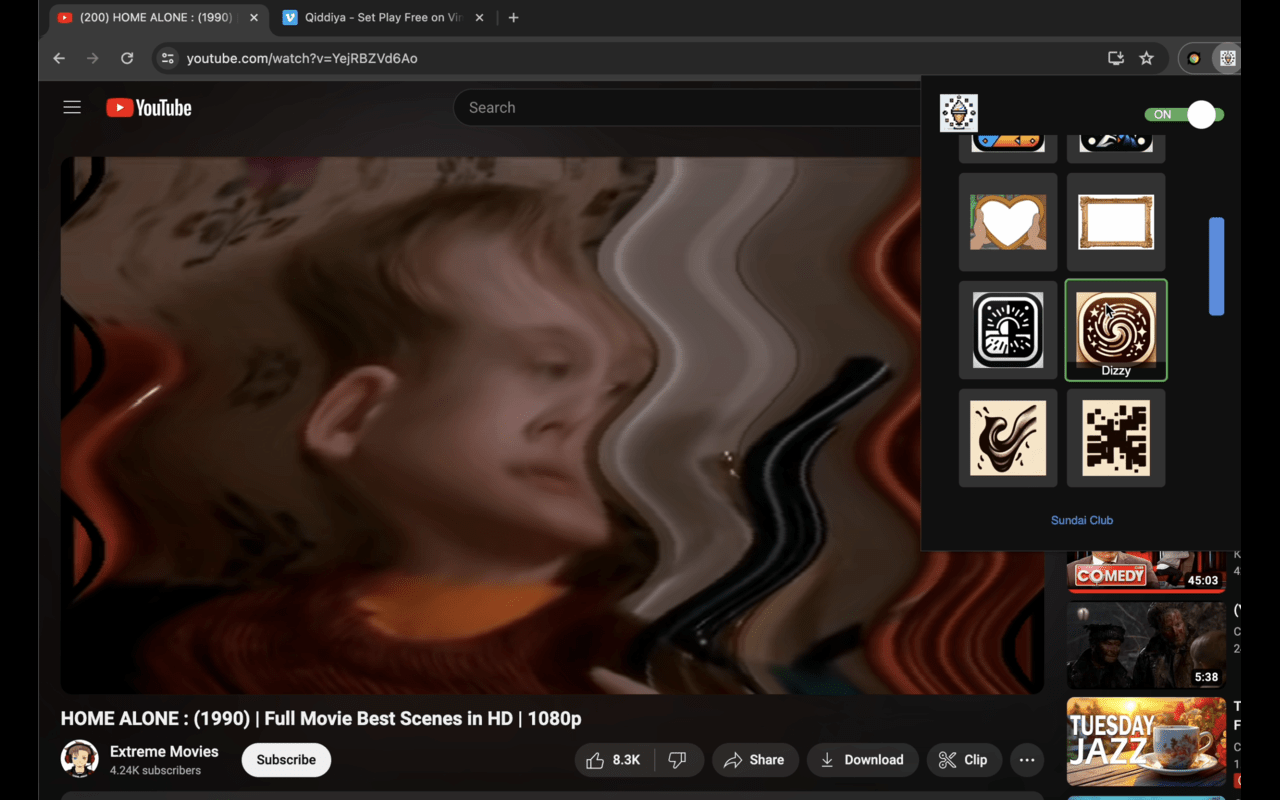 (200) HOME ALONE : (1990)
Qiddiya - Set Play Free on Vim
youtube.com/watch?v=YejRBZVd6Ao
YouTube
Search
ON
Dizzy
Sundai Club
COMEDY
45:03
5:38
TUESDAY
JAZZ
HOME ALONE : (1990) | Full Movie Best Scenes in HD | 1080p
Extreme Movies
4.24K subscribers
Subscribe
8.3K
Share
Download
Clip